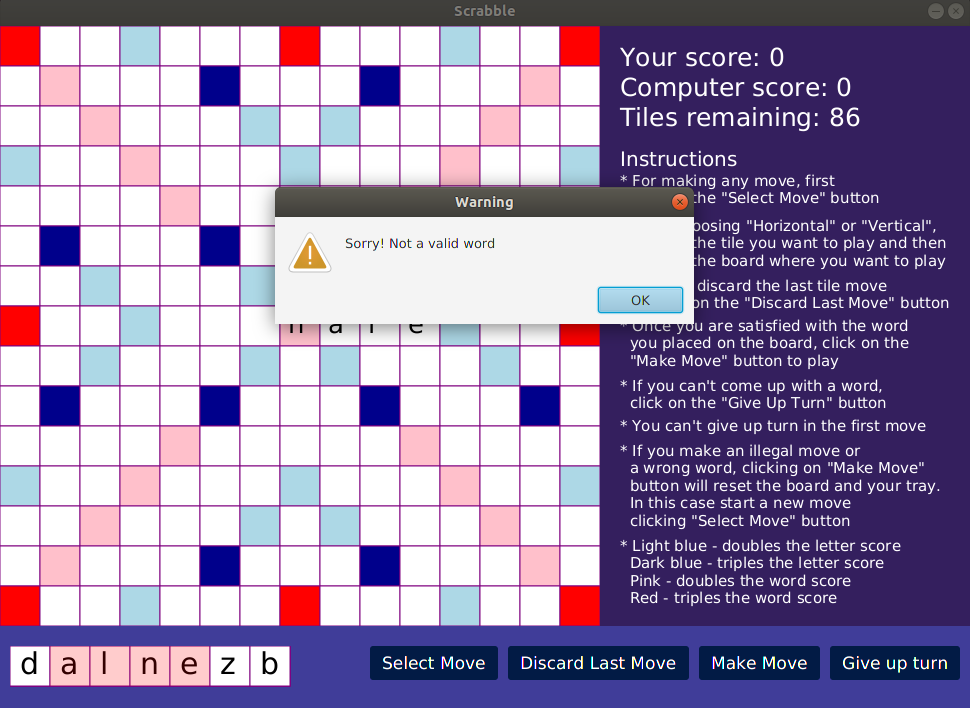 Scrabble
Your score: 0
Computer score: 0
Tiles remaining: 86
Instructions
* For making any move, first
the "Select Move" button
"Horizontal" or "Vertical",
the tile you want to play and then
the board where you want to play
discard the last tile move
on the "Discard Last Move" button
* Once you are satisfied with the word
you placed on the board, click on the
"Make Move" button to play
* If you can't come up with a word,
click on the "Give Up Turn" button
* You can't give up turn in the first move
* If you make an illegal move or
a wrong word, clicking on "Make Move"
button will reset the board and your tray.
In this case start a new move
clicking "Select Move" button
* Light blue - doubles the letter score
Dark blue - triples the letter score
Pink - doubles the word score
Red - triples the word score
Warning
Sorry! Not a valid word
OK
n a l e
d a l n e z b
Select Move
Discard Last Move
Make Move
Give up turn